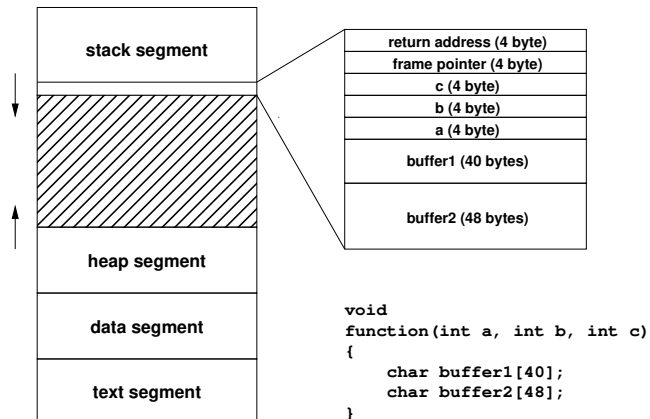 stack segment
heap segment
data segment
text segment
return address (4 byte)
frame pointer (4 byte)
c (4 byte)
b (4 byte)
a (4 byte)
buffer1 (40 bytes)
buffer2 (48 bytes)
void
function(int a, int b, int c)
{
    char buffer1[40];
    char buffer2[48];
}